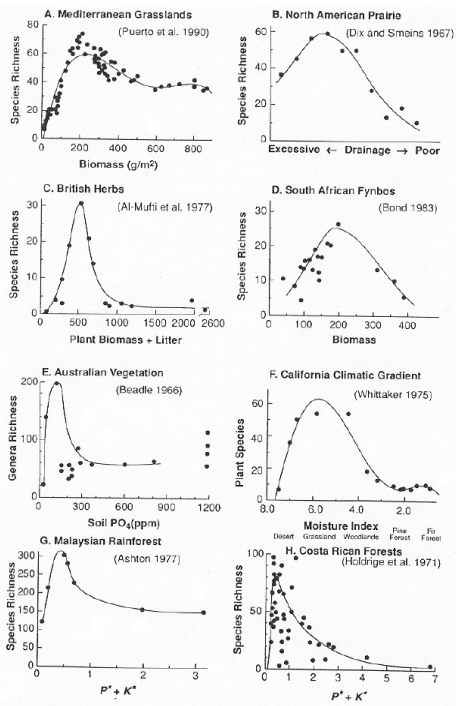 A. Mediterranean Grasslands
(Puerto et al. 1990)
Species Richness
80
60
40
20
0
0 200 400 600 800
Biomass (g/m²)
B. North American Prairie
(Dix and Smeins 1967)
Species Richness
60
40
20
0
Excessive ← Drainage → Poor
C. British Herbs
(Al-Mufti et al. 1977)
Species Richness
30
20
10
0
0 500 1000 1500 2000 2600
Plant Biomass + Litter
D. South African Fynbos
(Bond 1983)
Species Richness
30
20
10
0
0 100 200 300 400
Biomass
E. Australian Vegetation
(Beadle 1966)
Genera Richness
200
100
0
0 300 600 900 1200
Soil PO₄(ppm)
F. California Climatic Gradient
(Whittaker 1975)
Plant Species
60
40
20
0
8.0 6.0 4.0 2.0
Moisture Index
Desert Grassland Woodlands Pine Forest Fir Forest
G. Malaysian Rainforest
(Ashton 1977)
Species Richness
300
250
200
150
100
50
0
0 1 2 3
P* + K*
H. Costa Rican Forests
(Holdrige et al. 1971)
Species Richness
100
50
0
0 1 2 3 4 5 6 7
P* + K*